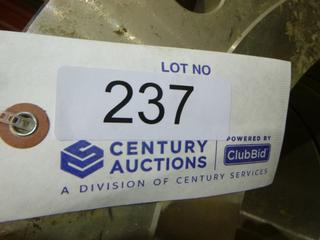 LOT NO
237
CENTURY
AUCTIONS
POWERED BY
ClubBid
A DIVISION OF CENTURY SERVICES